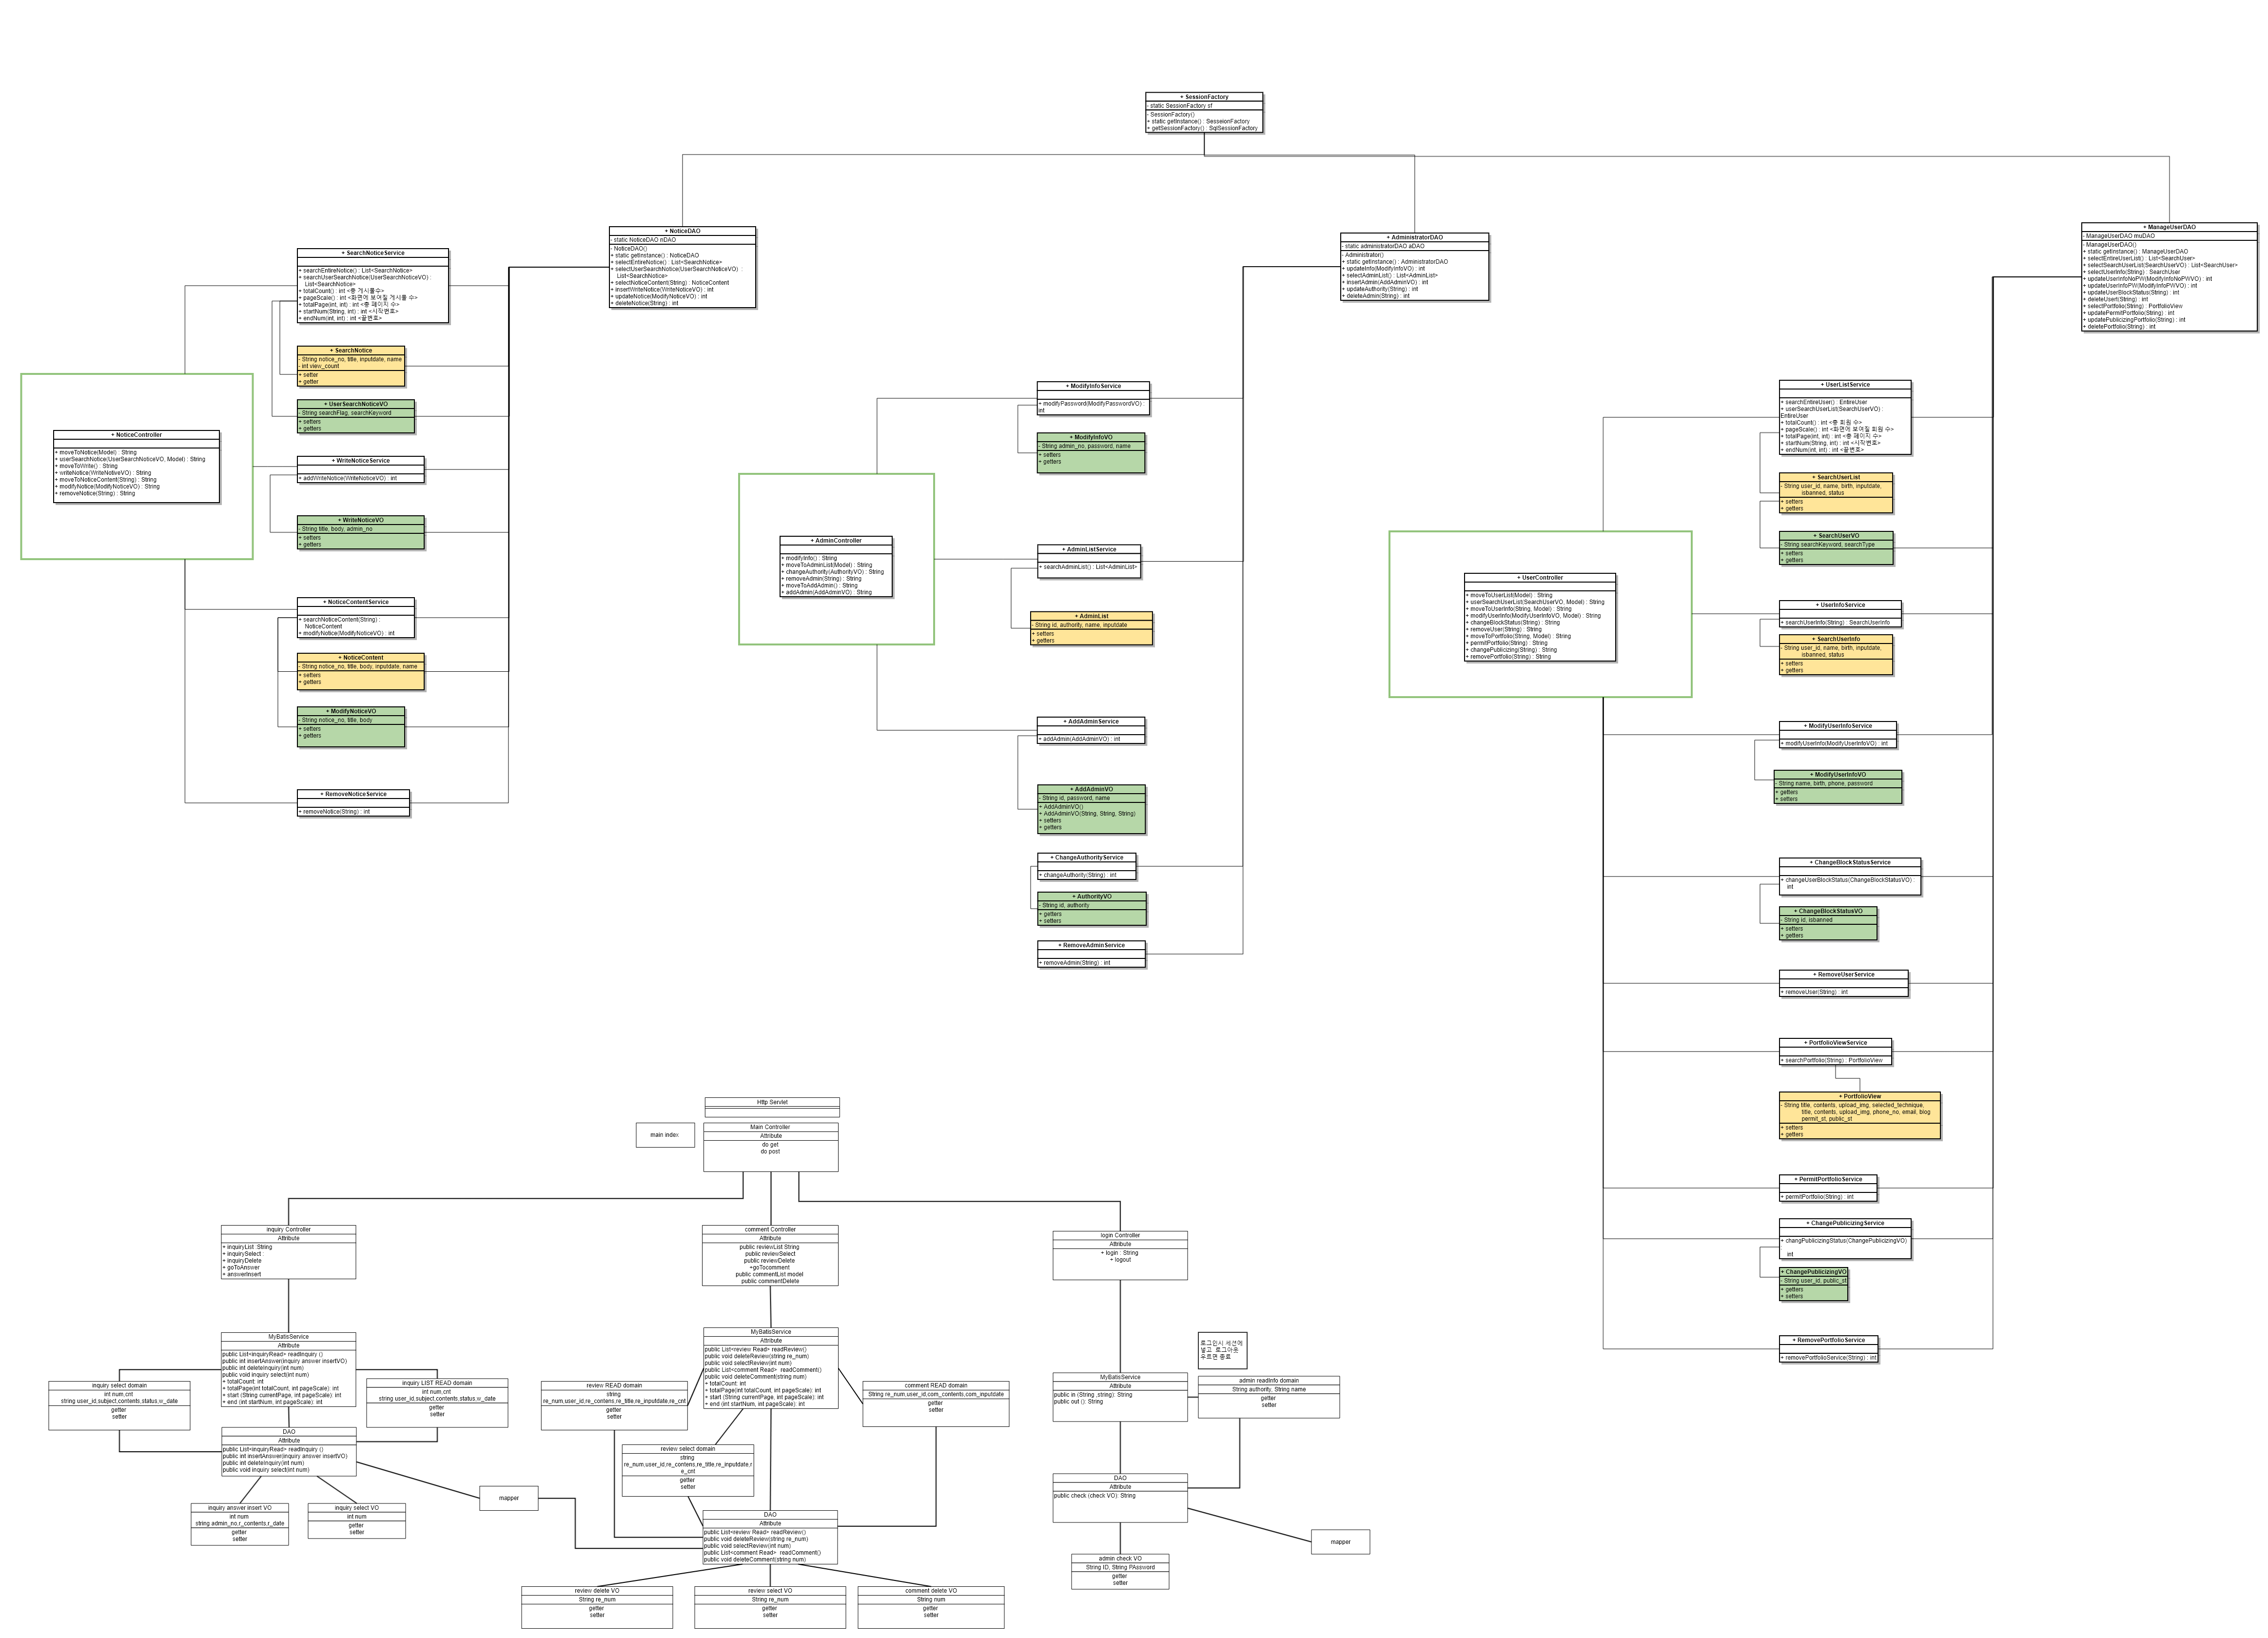 + SessionFactory
- static SessionFactory sf
- SessionFactory()
+ static getInstance() : SesseionFactory
+ getSessionFactory() : SqlSessionFactory
+ NoticeDAO
- static NoticeDAO nDAO
- NoticeDAO()
+ static getInstance() : NoticeDAO
+ selectEntireNotice() : List<SearchNotice>
+ selectUserSearchNotice(UserSearchNoticeVO) :
List<SearchNotice>
+ selectNoticeContent(String) : NoticeContent
+ insertWriteNotice(WriteNoticeVO) : int
+ updateNotice(ModifyNoticeVO) : int
+ deleteNotice(String) : int
+ AdministratorDAO
- static administratorDAO aDAO
- Administrator()
+ static getInstance() : AdministratorDAO
+ updateInfo(ModifyInfoVO) : int
+ selectAdminList() : List<AdminList>
+ insertAdmin(AddAdminVO) : int
+ updateAuthority(String) : int
+ deleteAdmin(String) : int
+ ManageUserDAO
- ManageUserDAO muDAO
- ManageUserDAO()
+ static getInstance() : ManageUserDAO
+ selectEntireUserList() : List<SearchUser>
+ selectSearchUserList(SearchUserVO) : List<SearchUser>
+ selectUserInfo(String) : SearchUser
+ updateUserInfoNoPW(ModifyInfoNoPWVO) : int
+ updateUserInfoPW(ModifyInfoPWVO) : int
+ updateUserBlockStatus(String) : int
+ deleteUsert(String) : int
+ selectPortfolio(String) : PortfolioView
+ updatePermitPortfolio(String) : int
+ updatePublicizingPortfolio(String) : int
+ deletePortfolio(String) : int
+ SearchNoticeService
+ searchEntireNotice() : List<SearchNotice>
+ searchUserSearchNotice(UserSearchNoticeVO) :
List<SearchNotice>
+ totalCount() : int <총 게시물수>
+ pageScale() : int <화면에 보여질 게시물 수>
+ totalPage(int, int) : int <총 페이지 수>
+ startNum(String, int) : int <시작번호>
+ endNum(int, int) : int <끝번호>
+ SearchNotice
- String notice_no, title, inputdate, name
- int view_count
+ setter
+ getter
+ UserSearchNoticeVO
- String searchFlag, searchKeyword
+ setters
+ getters
+ NoticeController
+ moveToNotice(Model) : String
+ userSearchNotice(UserSearchNoticeVO, Model) : String
+ moveToWrite() : String
+ writeNotice(WriteNotiveVO) : String
+ moveToNoticeContent(String) : String
+ modifyNotice(ModifyNoticeVO) : String
+ removeNotice(String) : String
+ WriteNoticeService
+ addWriteNotice(WriteNoticeVO) : int
+ WriteNoticeVO
- String title, body, admin_no
+ setters
+ getters
+ NoticeContentService
+ searchNoticeContent(String) :
NoticeContent
+ modifyNotice(ModifyNoticeVO) : int
+ NoticeContent
- String notice_no, title, body, inputdate, name
+ setters
+ getters
+ ModifyNoticeVO
- String notice_no, title, body
+ setters
+ getters
+ RemoveNoticeService
+ removeNotice(String) : int
+ ModifyInfoService
+ modifyPassword(ModifyPasswordVO) :
int
+ ModifyInfoVO
- String admin_no, password, name
+ setters
+ getters
+ AdminController
+ modifyInfo() : String
+ moveToAdminList(Model) : String
+ changeAuthority(AuthorityVO) : String
+ removeAdmin(String) : String
+ moveToAddAdmin() : String
+ addAdmin(AddAdminVO) : String
+ AdminListService
+ searchAdminList() : List<AdminList>
+ AdminList
- String id, authority, name, inputdate
+ setters
+ getters
+ AddAdminService
+ addAdmin(AddAdminVO) : int
+ AddAdminVO
- String id, password, name
+ AddAdminVO()
+ AddAdminVO(String, String, String)
+ setters
+ getters
+ ChangeAuthorityService
+ changeAuthority(String) : int
+ AuthorityVO
- String id, authority
+ getters
+ setters
+ RemoveAdminService
+ removeAdmin(String) : int
+ UserListService
+ searchEntireUser() : EntireUser
+ userSearchUserList(SearchUserVO) :
EntireUser
+ totalCount() : int <총 회원 수>
+ pageScale() : int <화면에 보여질 회원 수>
+ totalPage(int, int) : int <총 페이지 수>
+ startNum(String, int) : int <시작번호>
+ endNum(int, int) : int <끝번호>
+ SearchUserList
- String user_id, name, birth, inputdate,
isbanned, status
+ setters
+ getters
+ SearchUserVO
- String searchKeyword, searchType
+ setters
+ getters
+ UserController
+ moveToUserList(Model) : String
+ userSearchUserList(SearchUserVO, Model) : String
+ moveToUserInfo(String, Model) : String
+ modifyUserInfo(ModifyUserInfoVO, Model) : String
+ changeBlockStatus(String) : String
+ removeUser(String) : String
+ moveToPortfolio(String, Model) : String
+ permitPortfolio(String) : String
+ changePublicizing(String) : String
+ removePortfolio(String) : String
+ UserInfoService
+ searchUserInfo(String) : SearchUserInfo
+ SearchUserInfo
- String user_id, name, birth, inputdate,
isbanned, status
+ setters
+ getters
+ ModifyUserInfoService
+ modifyUserInfo(ModifyUserInfoVO) : int
+ ModifyUserInfoVO
- String name, birth, phone, password
+ getters
+ setters
+ ChangeBlockStatusService
+ changeUserBlockStatus(ChangeBlockStatusVO) :
int
+ ChangeBlockStatusVO
- String id, isbanned
+ setters
+ getters
+ RemoveUserService
+ removeUser(String) : int
+ PortfolioViewService
+ searchPortfolio(String) : PortfolioView
+ PortfolioView
- String title, contents, upload_img, selected_technique,
title, contents, upload_img, phone_no, email, blog
permit_st, public_st
+ setters
+ getters
+ PermitPortfolioService
+ permitPortfolio(String) : int
+ ChangePublicizingService
+ changPublicizingStatus(ChangePublicizingVO)
:
int
+ ChangePublicizingVO
- String user_id, public_st
+ getters
+ setters
+ RemovePortfolioService
+ removePortfolioService(String) : int
Http Servlet
main index
Main Controller
Attribute
do get
do post
inquiry Controller
Attribute
+ inquiryList :String
+ inquirySelect :
+ inquiryDelete
+ goToAnswer
+ answerInsert
comment Controller
Attribute
public reviewList String
public reviewSelect
public reviewDelete
+goTocomment
public commentList model
public commentDelete
login Controller
Attribute
+ login : String
+ logout
MyBatisService
Attribute
public List<inquiryRead> readInquiry ()
public int insertAnswer(inquiry answer insertVO)
public int deleteInquiry(int num)
public void inquiry select(int num)
+ totalCount: int
+ totalPage(int totalCount, int pageScale): int
+ start (String currentPage, int pageScale): int
+ end (int startNum, int pageScale): int
inquiry select domain
int num,cnt
string user_id,subject,contents,status,w_date
getter
setter
inquiry LIST READ domain
int num,cnt
string user_id,subject,contents,status,w_date
getter
setter
DAO
Attribute
public List<inquiryRead> readInquiry ()
public int insertAnswer(inquiry answer insertVO)
public int deleteInquiry(int num)
public void inquiry select(int num)
inquiry answer insert VO
int num
string admin_no,r_contents,r_date
getter
setter
inquiry select VO
int num
getter
setter
mapper
MyBatisService
Attribute
public List<review Read> readReview()
public void deleteReview(string re_num)
public void selectReview(int num)
public List<comment Read>  readComment()
public void deleteComment(string num)
+ totalCount: int
+ totalPage(int totalCount, int pageScale): int
+ start (String currentPage, int pageScale): int
+ end (int startNum, int pageScale): int
review READ domain
string
re_num,user_id,re_contens,re_title,re_inputdate,re_cnt
getter
setter
comment READ domain
String re_num,user_id,com_contents,com_inputdate
getter
setter
review select domain
string
re_num,user_id,re_contens,re_title,re_inputdate,r
e_cnt
getter
setter
DAO
Attribute
public List<review Read> readReview()
public void deleteReview(string re_num)
public void selectReview(int num)
public List<comment Read>  readComment()
public void deleteComment(string num)
review delete VO
String re_num
getter
setter
review select VO
String re_num
getter
setter
comment delete VO
String num
getter
setter
로그인시 세션에
넣고  로그아웃
누르면 종료
MyBatisService
Attribute
public in (String ,string): String
public out (): String
admin readInfo domain
String authority, String name
getter
setter
DAO
Attribute
public check (check VO): String
mapper
admin check VO
String ID, String PAssword
getter
setter